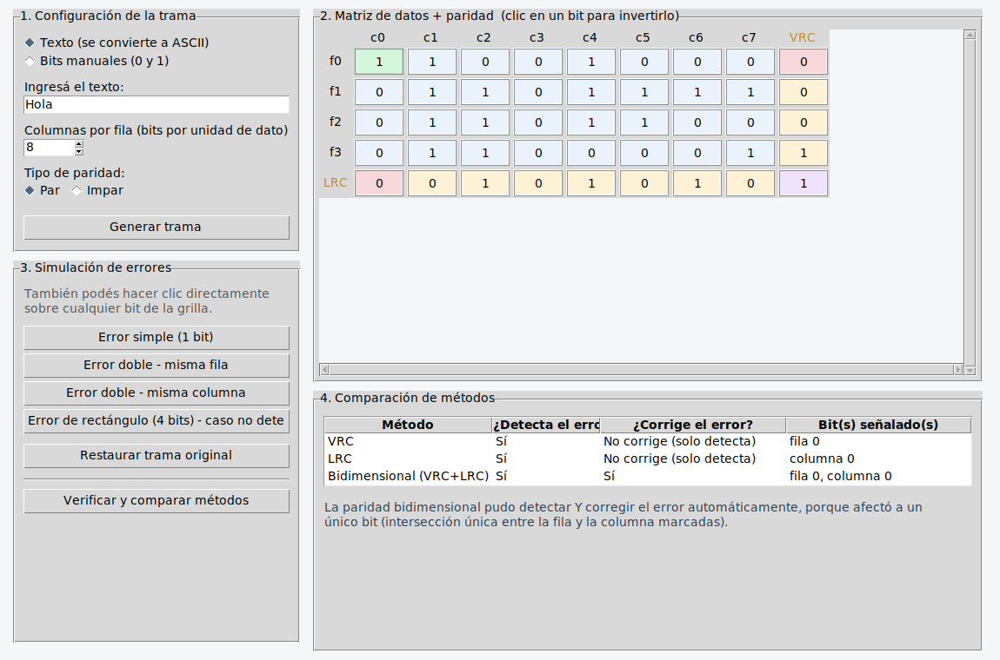 1. Configuración de la trama
Texto (se convierte a ASCII)
Bits manuales (0 y 1)
Ingresá el texto:
Hola
Columnas por fila (bits por unidad de dato)
8
Tipo de paridad:
Par Impar
Generar trama
3. Simulación de errores
También podés hacer clic directamente
sobre cualquier bit de la grilla.
Error simple (1 bit)
Error doble - misma fila
Error doble - misma columna
Error de rectángulo (4 bits) - caso no dete
Restaurar trama original
Verificar y comparar métodos
2. Matriz de datos + paridad (clic en un bit para invertirlo)
c0 c1 c2 c3 c4 c5 c6 c7 VRC
f0 1 1 0 0 1 0 0 0 0
f1 0 1 1 0 1 1 1 1 0
f2 0 1 1 0 1 1 0 0 0
f3 0 1 1 0 0 0 0 1 1
LRC 0 0 1 0 1 0 1 0 1
4. Comparación de métodos
Método ¿Detecta el erro ¿Corrige el error? Bit(s) señalado(s)
VRC Sí No corrige (solo detecta) fila 0
LRC Sí No corrige (solo detecta) columna 0
Bidimensional (VRC+LRC) Sí Sí fila 0, columna 0
La paridad bidimensional pudo detectar Y corregir el error automáticamente, porque afectó a un
único bit (intersección única entre la fila y la columna marcadas).